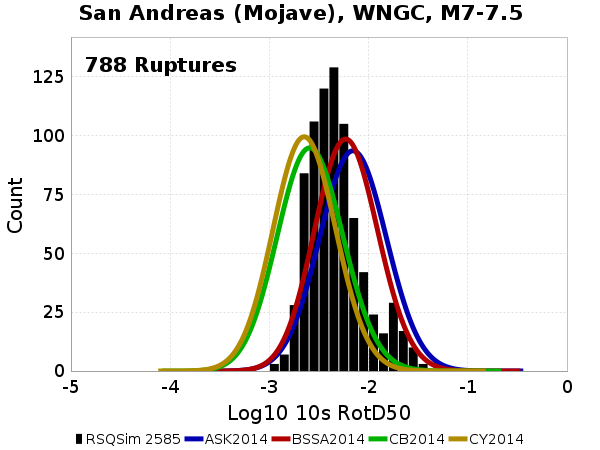 San Andreas (Mojave), WNGC, M7-7.5
788 Ruptures
Count
125
100
75
50
25
0
-5 -4 -3 -2 -1 0
Log10 10s RotD50
RSQSim 2585 ASK2014 BSSA2014 CB2014 CY2014